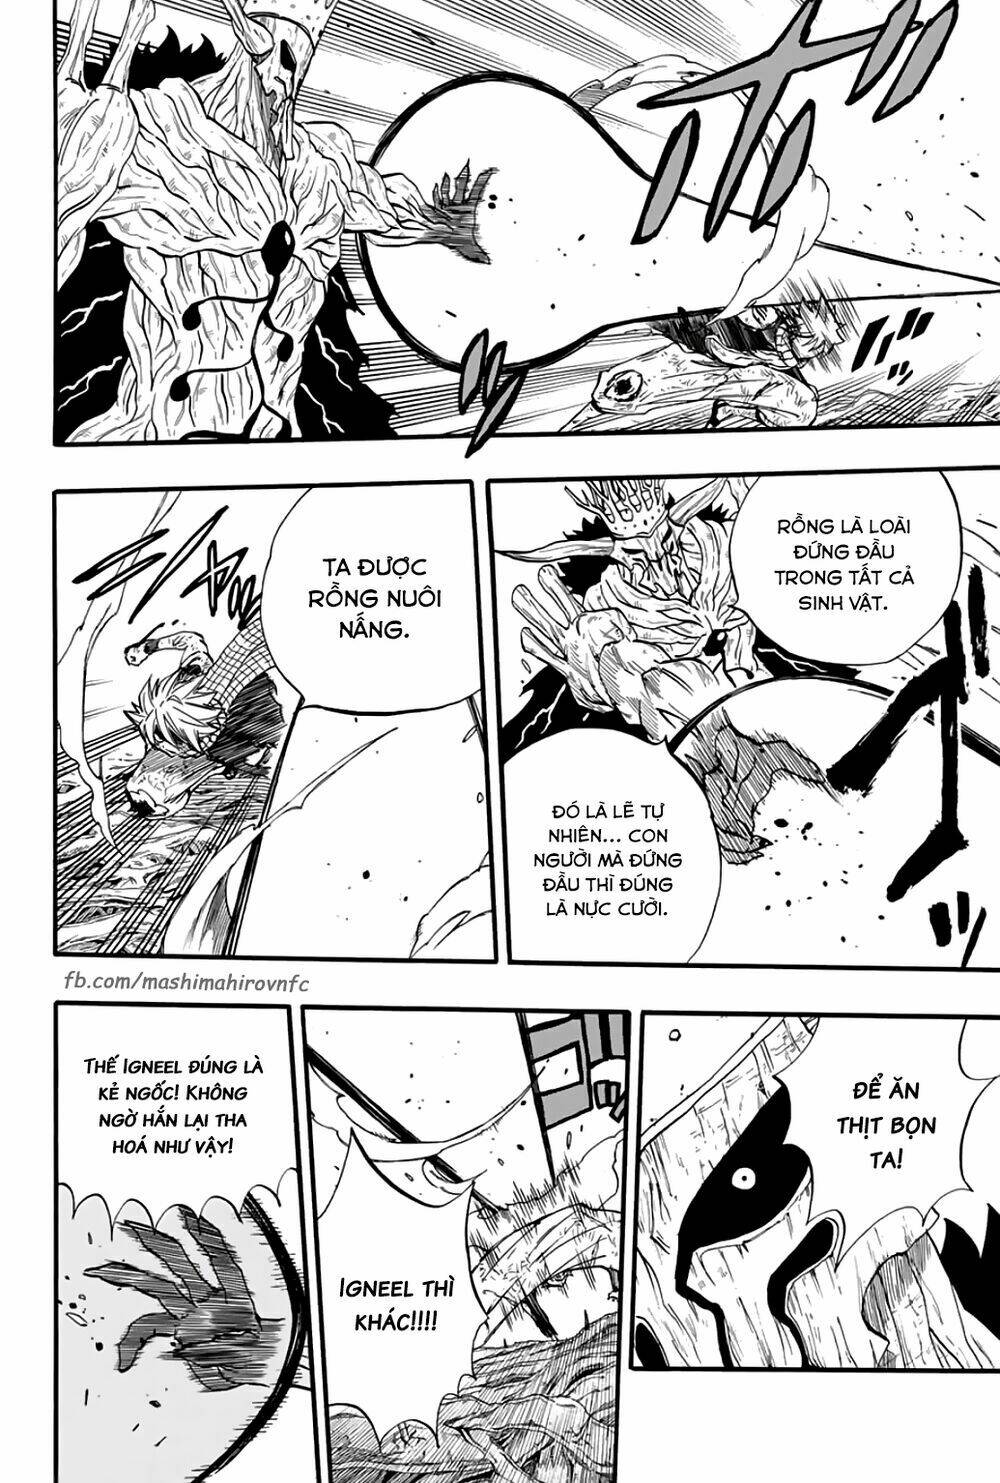 RỒNG LÀ LOÀI
ĐỨNG ĐẦU
TRONG TẤT CẢ
SINH VẬT.
ĐÓ LÀ LẼ TỰ
NHIÊN... CON
NGƯỜI MÀ ĐỨNG
ĐẦU THÌ ĐÚNG
LÀ NỰC CƯỜI.
TA ĐƯỢC
RỒNG NUÔI
NẤNG.
fb.com/mashimahirovnfc
ĐỂ ĂN
THỊT BỌN
TA!
IGNEEL THÌ
KHÁC!!!!
THẾ IGNEEL ĐÚNG LÀ
KẺ NGỐC! KHÔNG
NGỜ HẮN LẠI THA
HOÁ NHƯ VẬY!